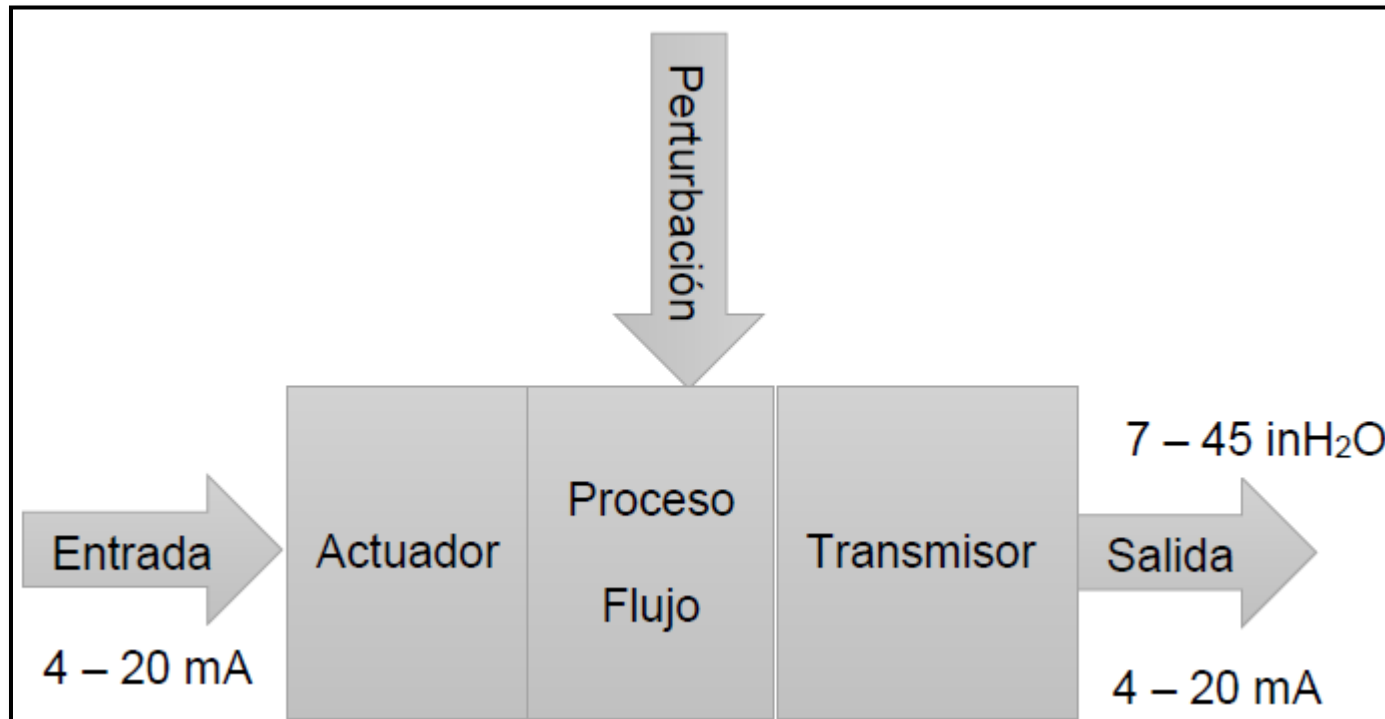 Perturbación
7 – 45 inH₂O
Entrada
Actuador
Proceso
Flujo
Transmisor
Salida
4 – 20 mA
4 – 20 mA